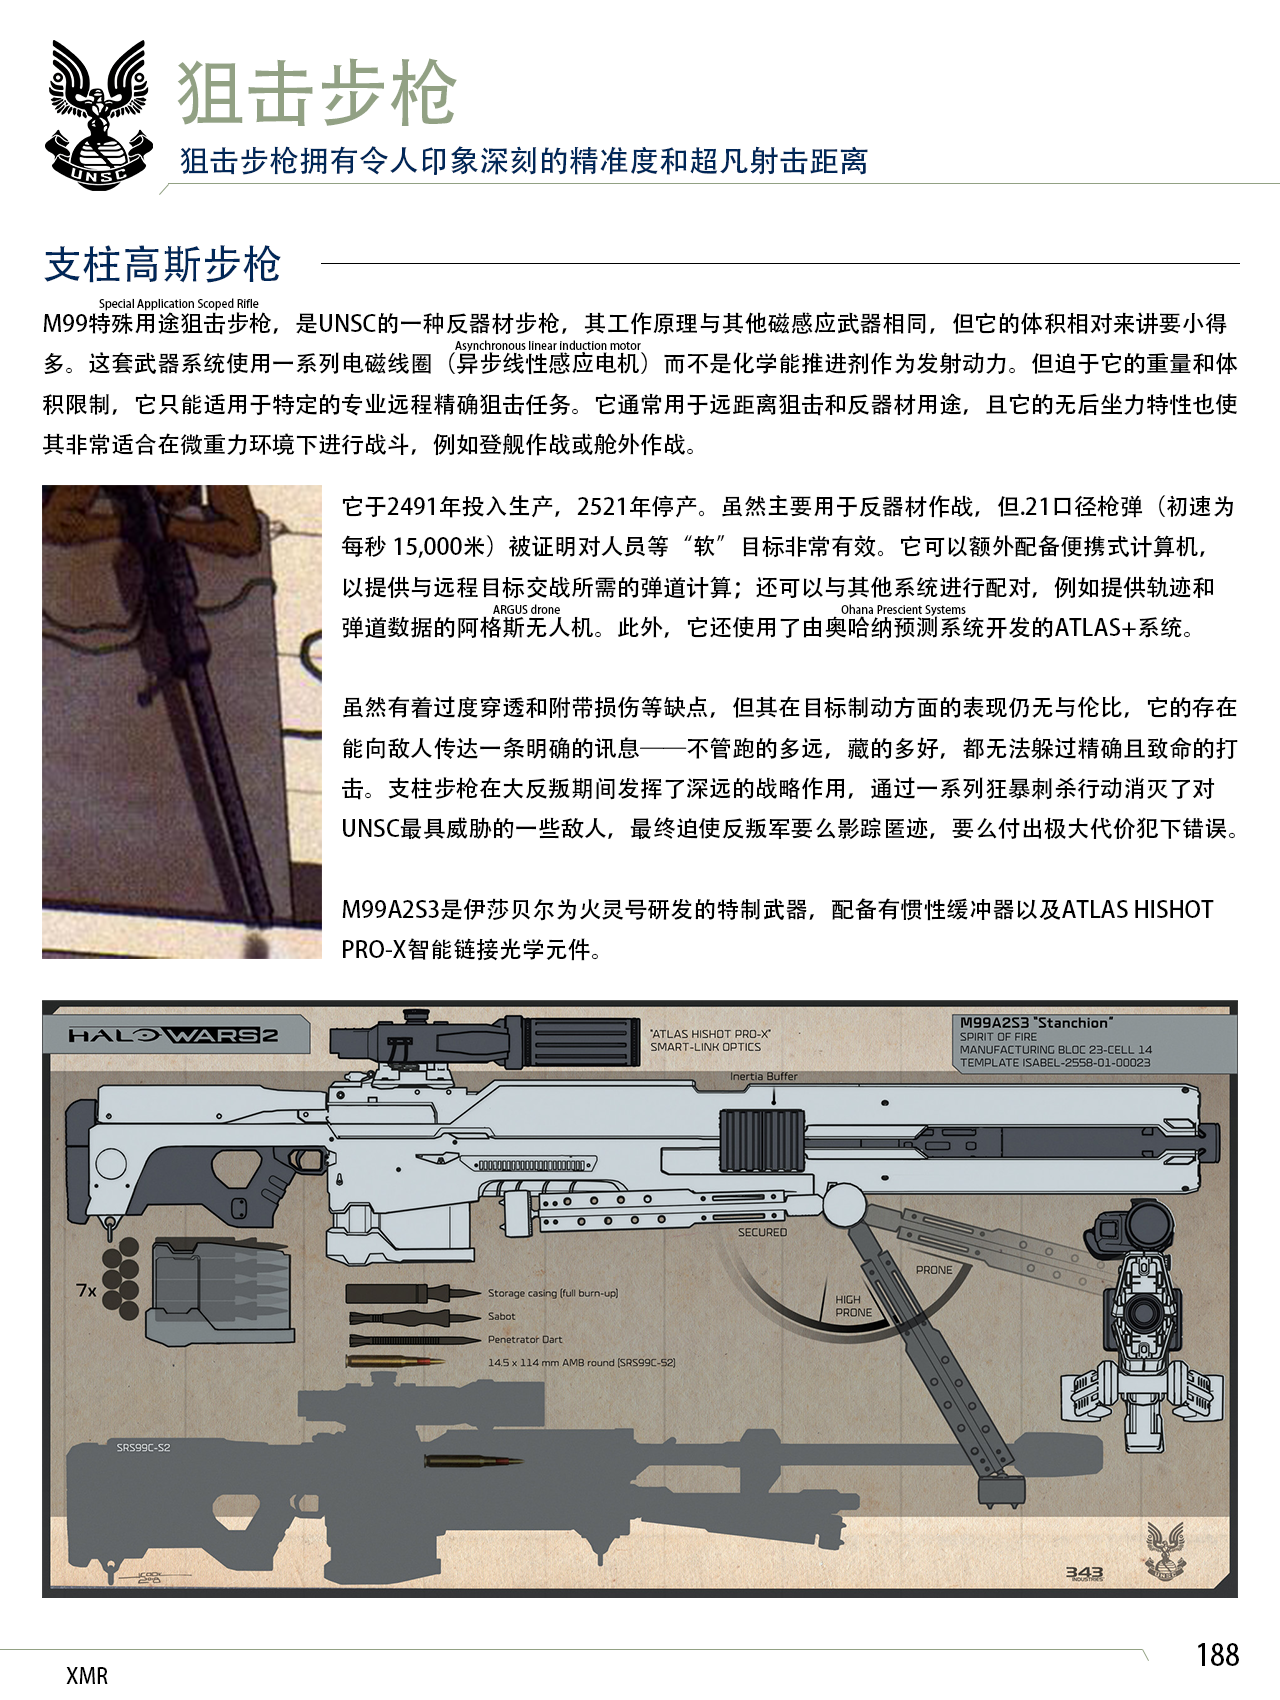 UNSC
狙击步枪
狙击步枪拥有令人印象深刻的精准度和超凡射击距离
支柱高斯步枪
Special Application Scoped Rifle
M99特殊用途狙击步枪，是UNSC的一种反器材步枪，其工作原理与其他磁感应武器相同，但它的体积相对来讲要小得
Asynchronous linear induction motor
多。这套武器系统使用一系列电磁线圈（异步线性感应电机）而不是化学能推进剂作为发射动力。但迫于它的重量和体
积限制，它只能适用于特定的专业远程精确狙击任务。它通常用于远距离狙击和反器材用途，且它的无后坐力特性也使
其非常适合在微重力环境下进行战斗，例如登舰作战或舱外作战。
它于2491年投入生产，2521年停产。虽然主要用于反器材作战，但.21口径枪弹（初速为
每秒 15,000米）被证明对人员等“软”目标非常有效。它可以额外配备便携式计算机，
以提供与远程目标交战所需的弹道计算；还可以与其他系统进行配对，例如提供轨迹和
ARGUS drone
Ohana Prescient Systems
弹道数据的阿格斯无人机。此外，它还使用了由奥哈纳预测系统开发的ATLAS+系统。
虽然有着过度穿透和附带损伤等缺点，但其在目标制动方面的表现仍无与伦比，它的存在
能向敌人传达一条明确的讯息——不管跑的多远，藏的多好，都无法躲过精确且致命的打
击。支柱步枪在大反叛期间发挥了深远的战略作用，通过一系列狂暴刺杀行动消灭了对
UNSC最具威胁的一些敌人，最终迫使反叛军要么影踪匿迹，要么付出极大代价犯下错误。
M99A2S3是伊莎贝尔为火灵号研发的特制武器，配备有惯性缓冲器以及ATLAS HISHOT
PRO-X智能链接光学元件。
HALO WARS 2
"ATLAS HISHOT PRO-X"
SMART-LINK OPTICS
M99A2S3 "Stanchion"
SPIRIT OF FIRE
MANUFACTURING BLOC 23-CELL 14
TEMPLATE ISABEL-2558-01-00023
Inertia Buffer
SECURED
PRONE
HIGH
PRONE
7x
Storage casing (full burn-up)
Sabot
Penetrator Dart
14.5 x 114 mm AMB round (SRS99C-S2)
SRS99C-S2
343
INDUSTRIES
UNSC
188
XMR